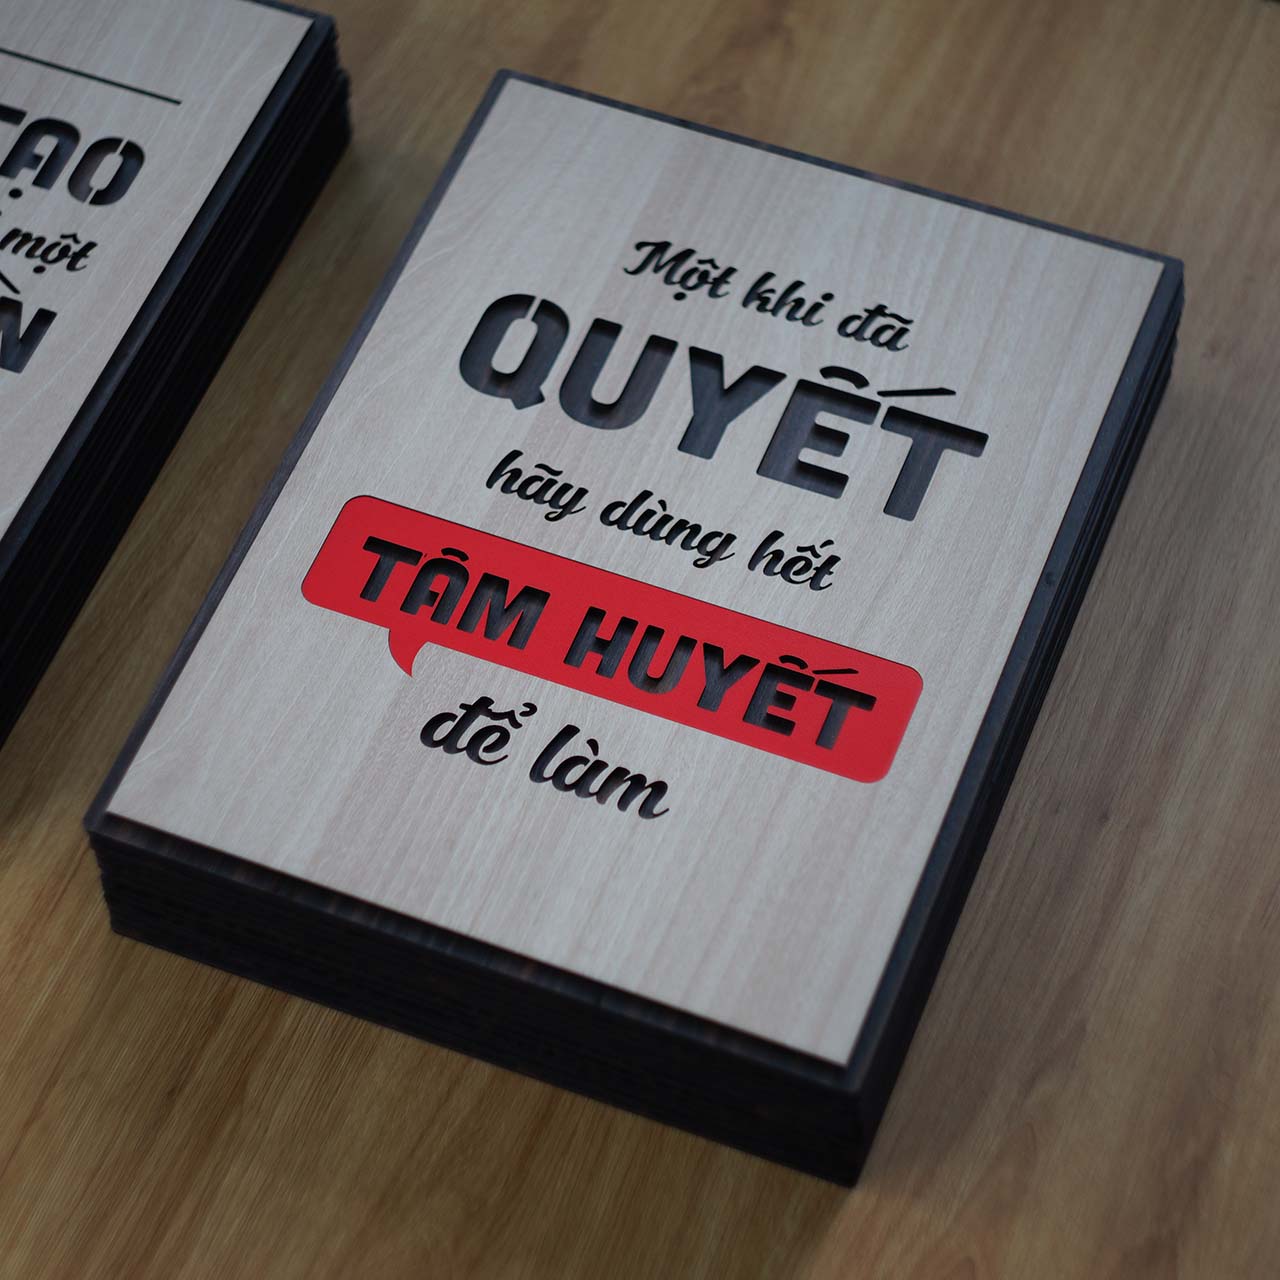 TẠO
một
Một khi đã
QUYẾT
hãy dùng hết
TÂM HUYẾT
để làm